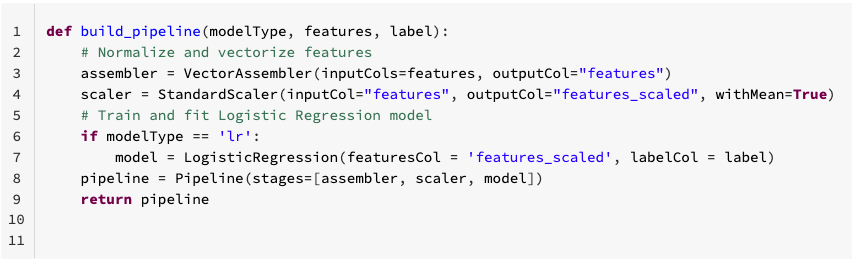 1 def build_pipeline(modelType, features, label):
2     # Normalize and vectorize features
3     assembler = VectorAssembler(inputCols=features, outputCol="features")
4     scaler = StandardScaler(inputCol="features", outputCol="features_scaled", withMean=True)
5     # Train and fit Logistic Regression model
6     if modelType == 'lr':
7         model = LogisticRegression(featuresCol = 'features_scaled', labelCol = label)
8     pipeline = Pipeline(stages=[assembler, scaler, model])
9     return pipeline
10
11